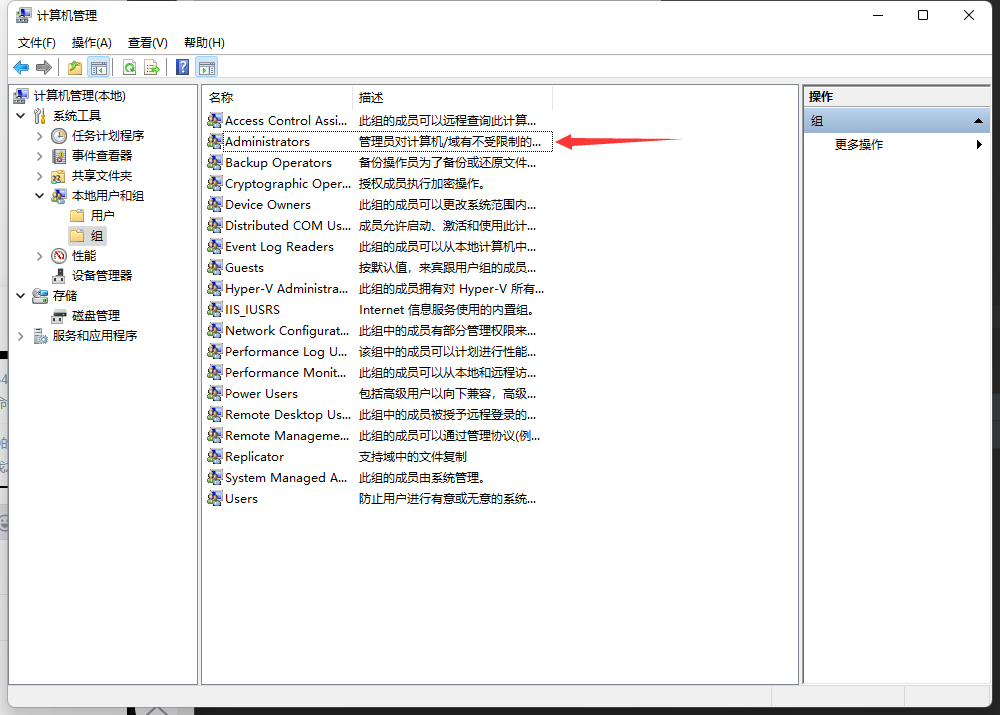 计算机管理
文件(F) 操作(A) 查看(V) 帮助(H)
计算机管理(本地)
系统工具
任务计划程序
事件查看器
共享文件夹
本地用户和组
用户
组
性能
设备管理器
存储
磁盘管理
服务和应用程序
名称 描述
Access Control Assi... 此组的成员可以远程查询此计算...
Administrators 管理员对计算机/域有不受限制的...
Backup Operators 备份操作员为了备份或还原文件...
Cryptographic Oper... 授权成员执行加密操作。
Device Owners 此组的成员可以更改系统范围内...
Distributed COM Us... 成员允许启动、激活和使用此计...
Event Log Readers 此组的成员可以从本地计算机中...
Guests 按默认值，来宾跟用户组的成员...
Hyper-V Administra... 此组的成员拥有对 Hyper-V 所有...
IIS_IUSRS Internet 信息服务使用的内置组。
Network Configurat... 此组中的成员有部分管理权限来...
Performance Log U... 该组中的成员可以计划进行性能...
Performance Monit... 此组的成员可以从本地和远程访...
Power Users 包括高级用户以向下兼容，高级...
Remote Desktop Us... 此组中的成员被授予远程登录的...
Remote Manageme... 此组的成员可以通过管理协议(例...
Replicator 支持域中的文件复制
System Managed A... 此组的成员由系统管理。
Users 防止用户进行有意或无意的系统...
操作
组
更多操作